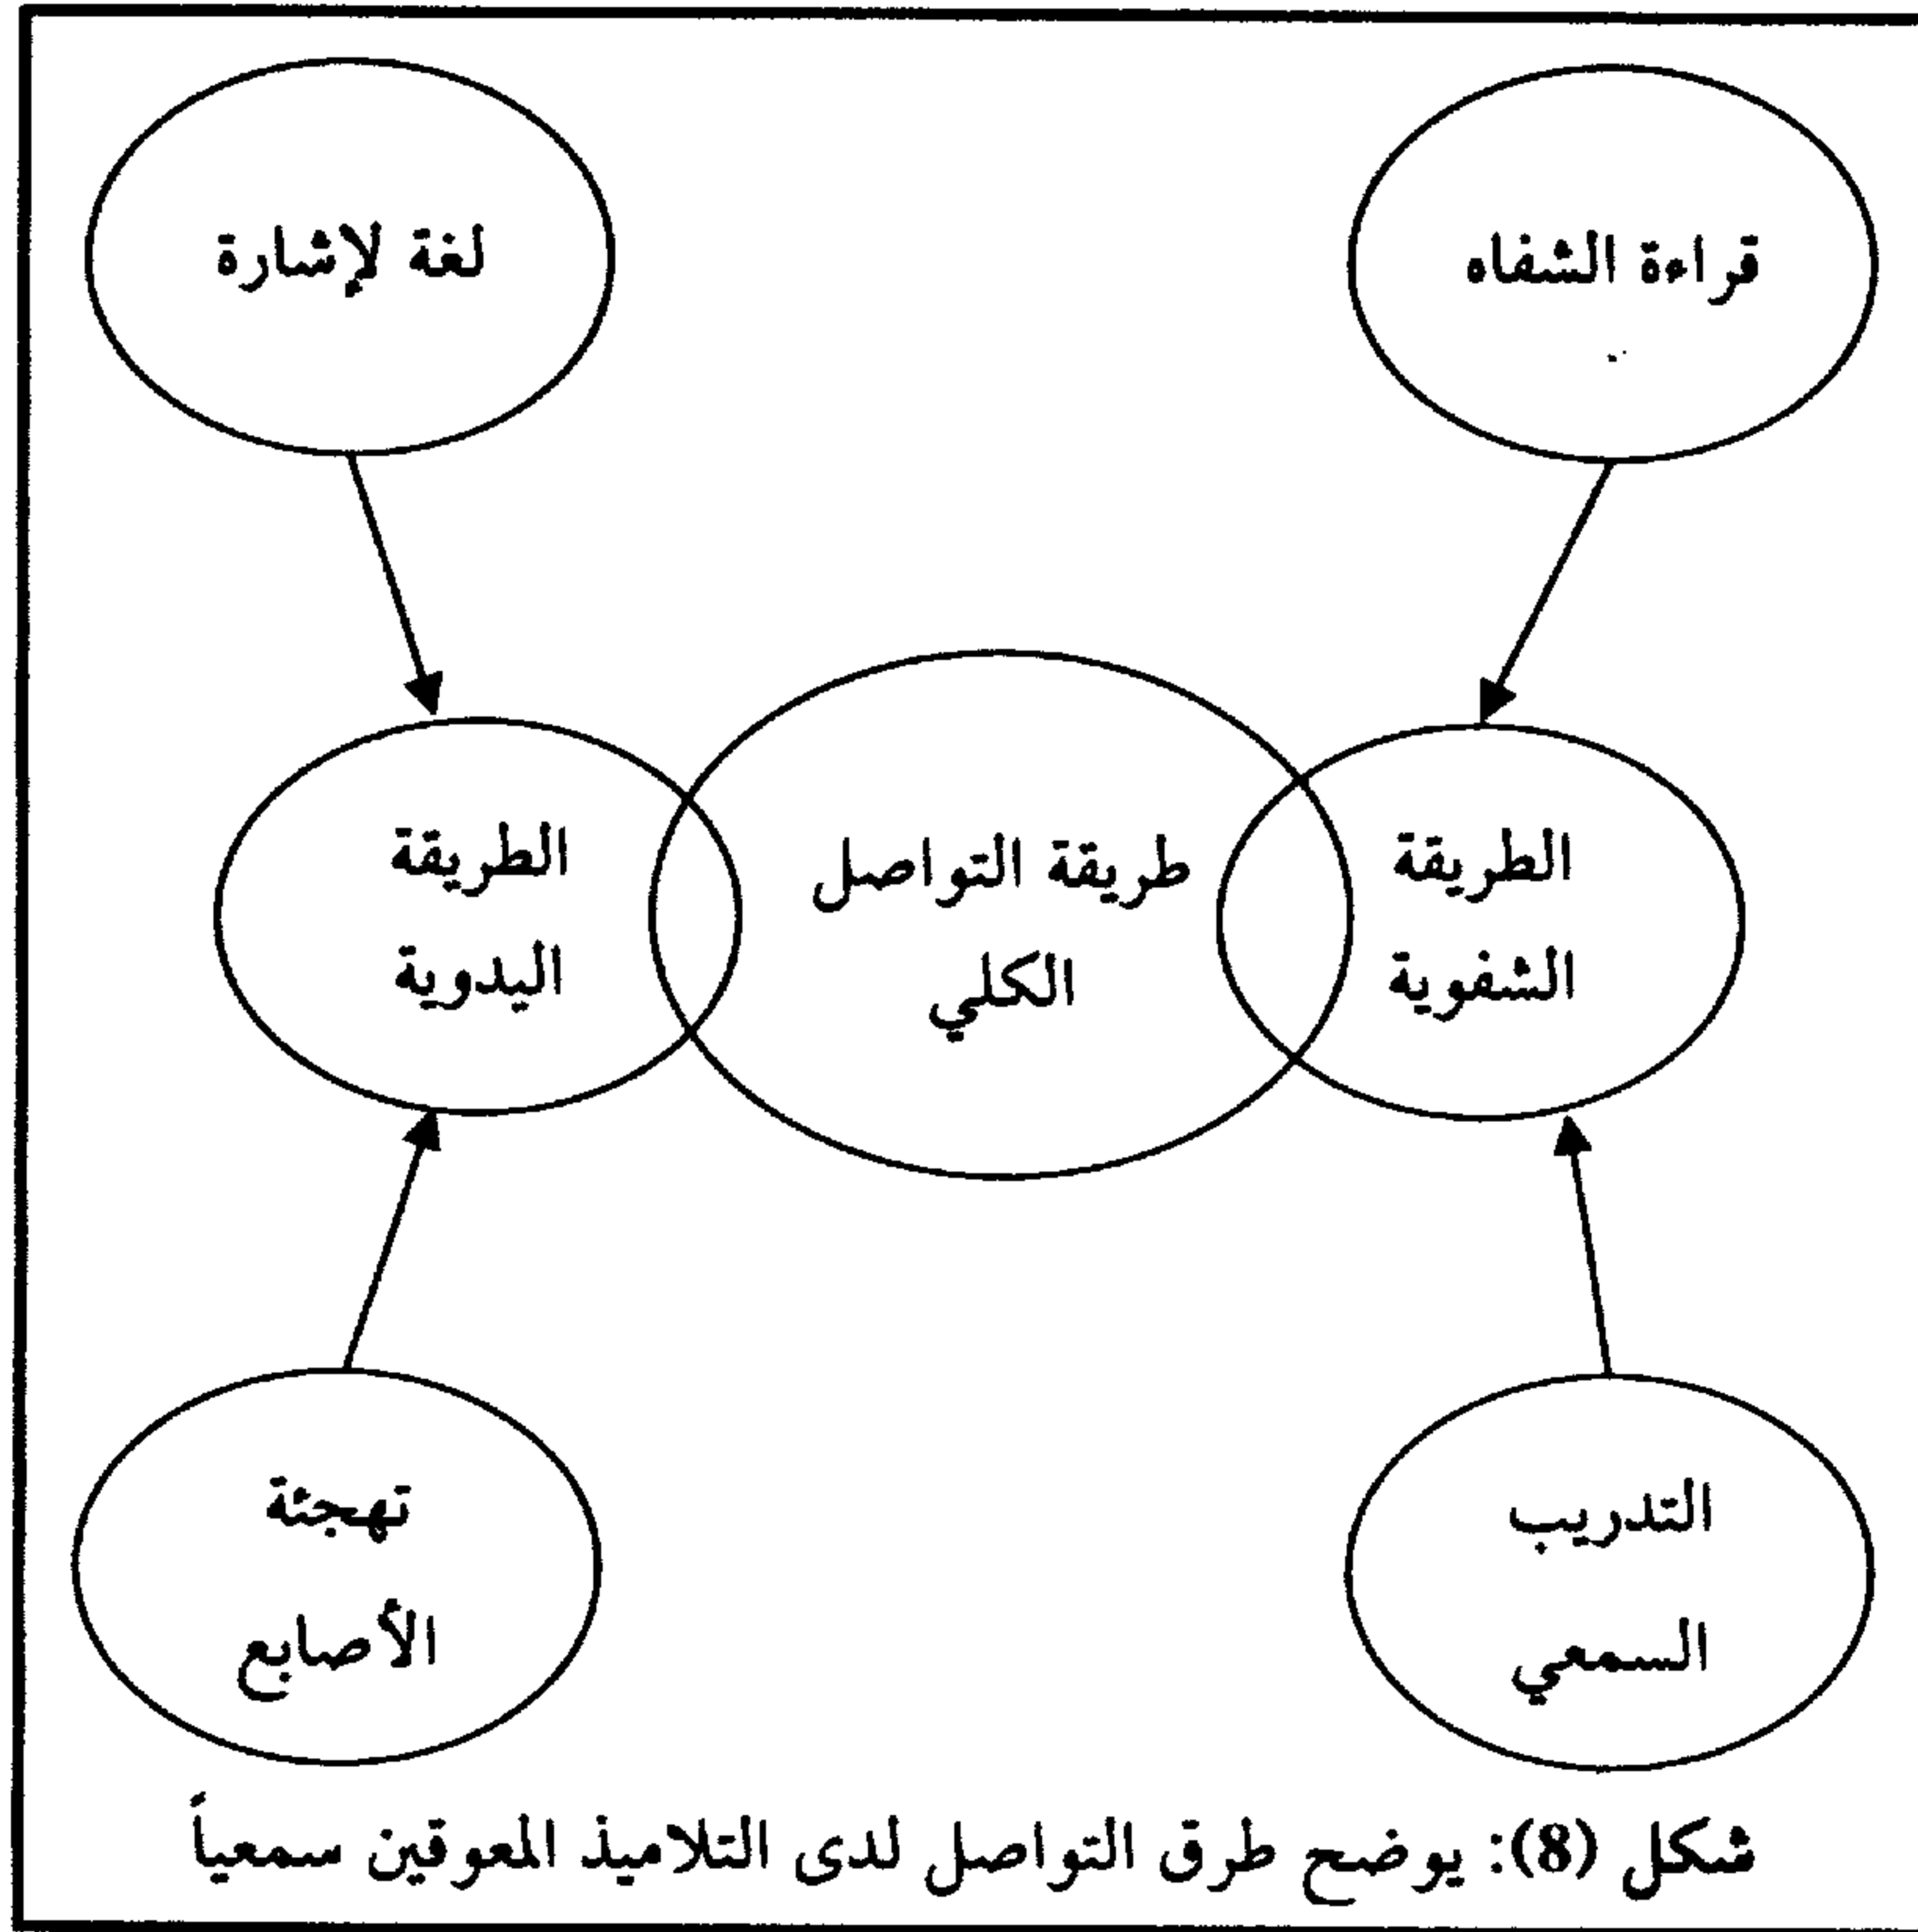 قراءة الشفاه
لغة لإشارة
الطريقة
الشفوية
طريقة التواصل
الكلي
الطريقة
اليدوية
التدريب
السمعي
تهجئة
الأصابع
شكل (8): يوضح طرق التواصل لدى التلاميذ المعوقين سمعياً